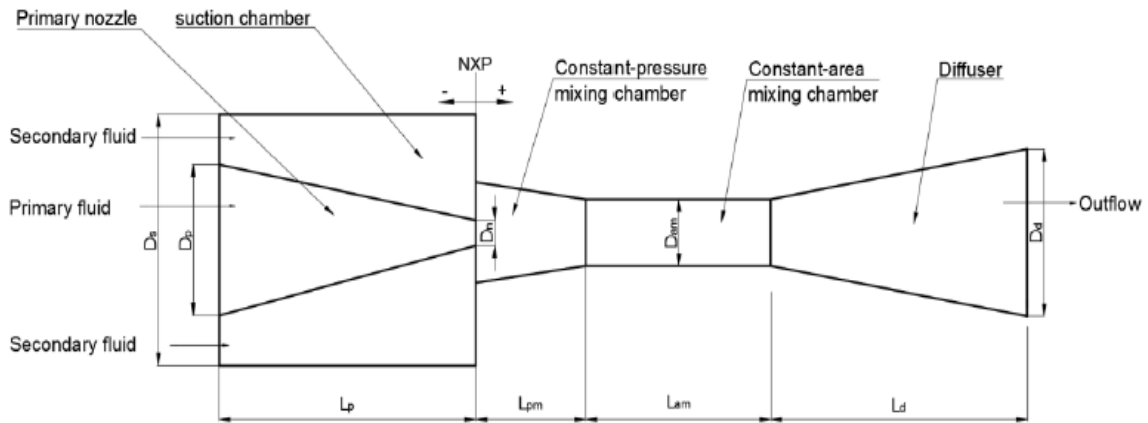 Primary nozzle
suction chamber
NXP
- +
Constant-pressure
mixing chamber
Constant-area
mixing chamber
Diffuser
Secondary fluid
Primary fluid
Secondary fluid
Ds
Dp
Dn
Dam
Dd
Outflow
Lp
Lpm
Lam
Ld